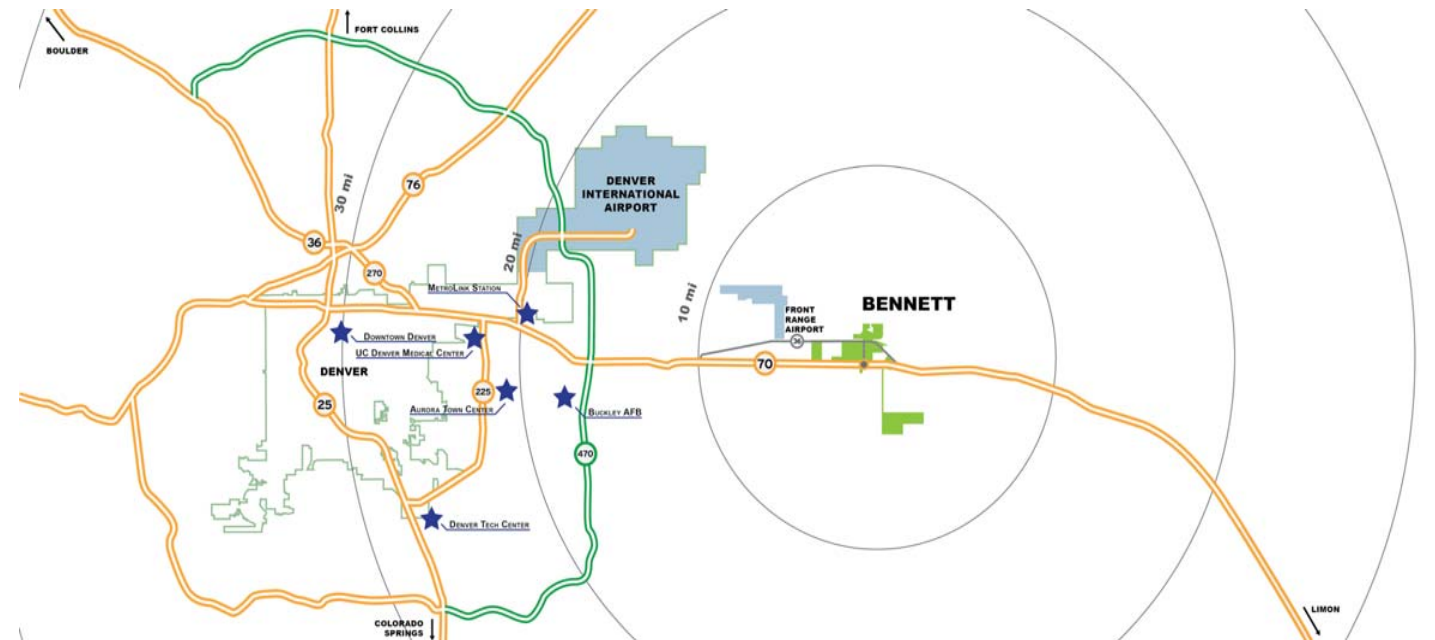 FORT COLLINS
BOULDER
DENVER
INTERNATIONAL
AIRPORT
30 mi
76
36
20 mi
270
METROLINK STATION
10 mi
BENNETT
FRONT
RANGE
AIRPORT
36
DOWNTOWN DENVER
UC DENVER MEDICAL CENTER
70
DENVER
225
25
AURORA TOWN CENTER
BUCKLEY AFB
470
DENVER TECH CENTER
LIMON
COLORADO
SPRINGS